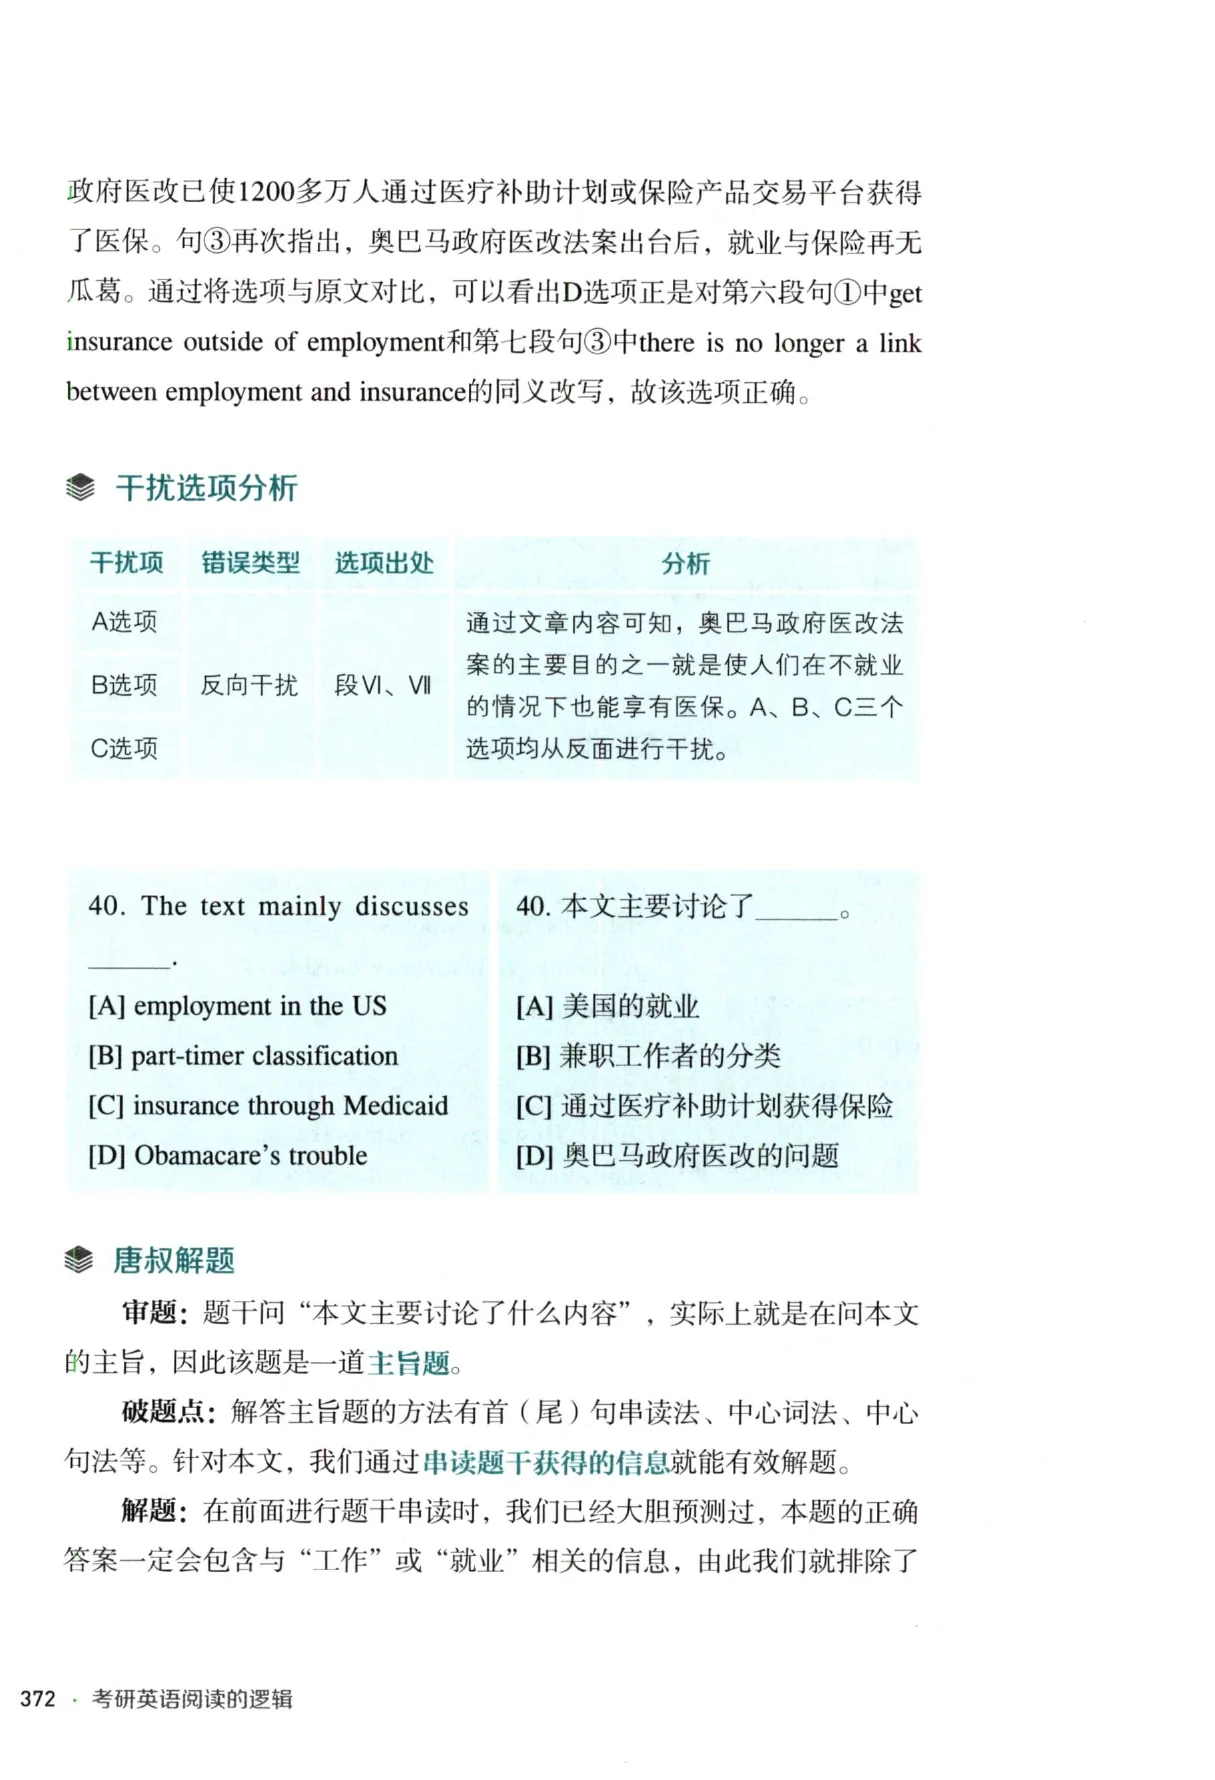 政府医改已使1200多万人通过医疗补助计划或保险产品交易平台获得
了医保。句③再次指出，奥巴马政府医改法案出台后，就业与保险再无
瓜葛。通过将选项与原文对比，可以看出D选项正是对第六段句①中get
insurance outside of employment和第七段句③中there is no longer a link
between employment and insurance的同义改写，故该选项正确。
干扰选项分析
干扰项 错误类型 选项出处 分析
A选项
B选项
C选项
反向干扰
段Ⅵ、Ⅶ
通过文章内容可知，奥巴马政府医改法
案的主要目的之一就是使人们在不就业
的情况下也能享有医保。A、B、C三个
选项均从反面进行干扰。
40. The text mainly discusses
______.
[A] employment in the US
[B] part-timer classification
[C] insurance through Medicaid
[D] Obamacare's trouble
40. 本文主要讨论了______。
[A] 美国的就业
[B] 兼职工作者的分类
[C] 通过医疗补助计划获得保险
[D] 奥巴马政府医改的问题
唐叔解题
审题：题干问“本文主要讨论了什么内容”，实际上就是在问本文
的主旨，因此该题是一道主旨题。
破题点：解答主旨题的方法有首（尾）句串读法、中心词法、中心
句法等。针对本文，我们通过串读题干获得的信息就能有效解题。
解题：在前面进行题干串读时，我们已经大胆预测过，本题的正确
答案一定会包含与“工作”或“就业”相关的信息，由此我们就排除了
372 · 考研英语阅读的逻辑